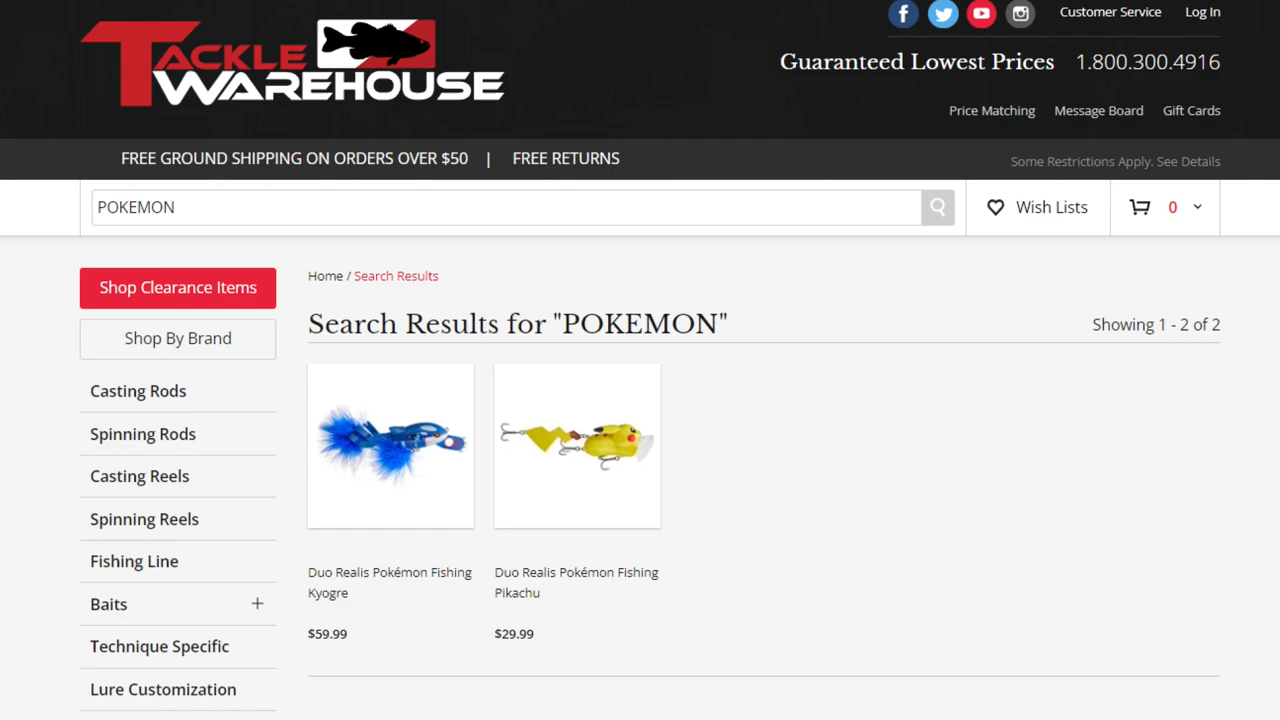 TACKLE
WAREHOUSE
Customer Service
Log In
Guaranteed Lowest Prices
1.800.300.4916
Price Matching
Message Board
Gift Cards
FREE GROUND SHIPPING ON ORDERS OVER $50 | FREE RETURNS
Some Restrictions Apply. See Details
POKEMON
Wish Lists
0
Shop Clearance Items
Shop By Brand
Casting Rods
Spinning Rods
Casting Reels
Spinning Reels
Fishing Line
Baits +
Technique Specific
Lure Customization
Home / Search Results
Search Results for "POKEMON"
Showing 1 - 2 of 2
Duo Realis Pokémon Fishing
Kyogre
$59.99
Duo Realis Pokémon Fishing
Pikachu
$29.99